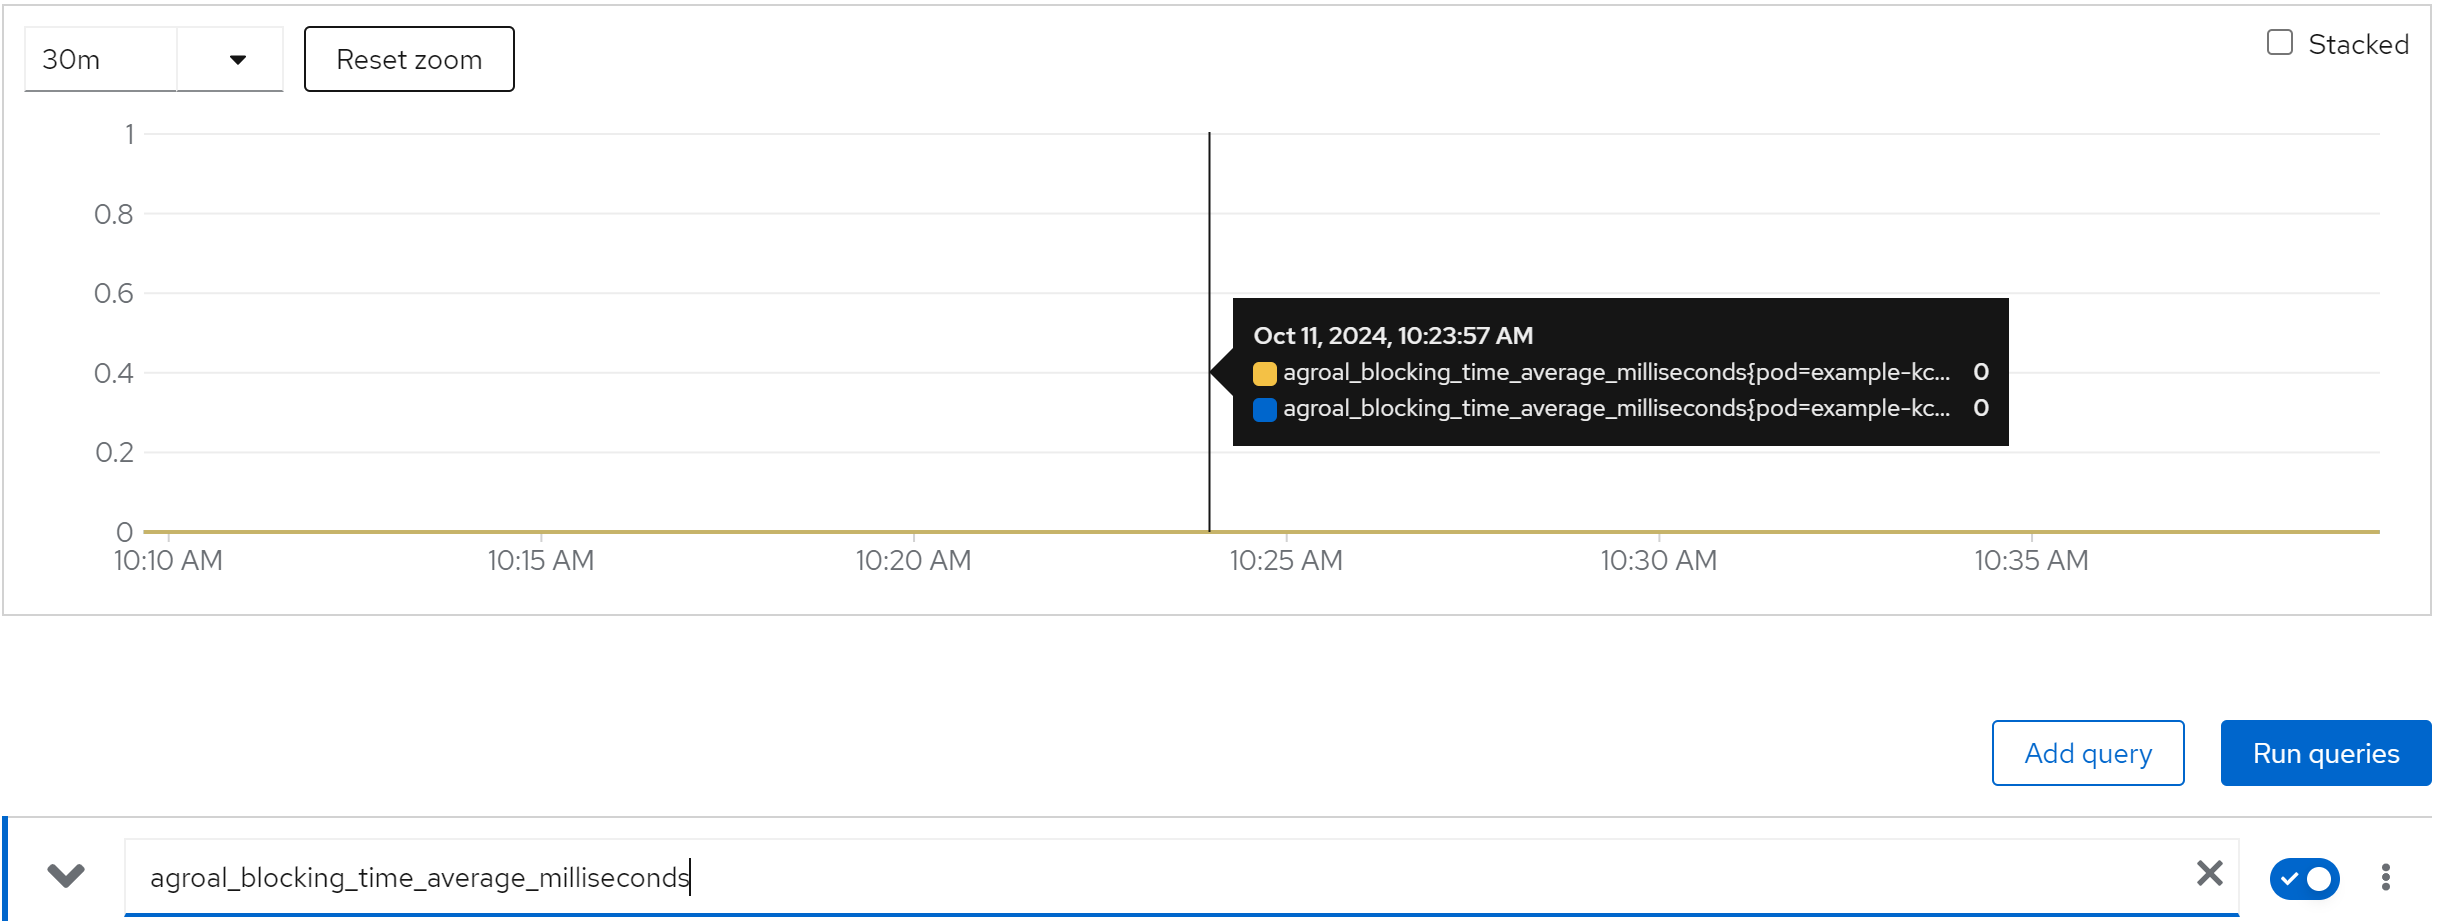 30m
Reset zoom
Stacked
1
0.8
0.6
0.4
0.2
0
Oct 11, 2024, 10:23:57 AM
agroal_blocking_time_average_milliseconds{pod=example-kc... 0
agroal_blocking_time_average_milliseconds{pod=example-kc... 0
10:10 AM 10:15 AM 10:20 AM 10:25 AM 10:30 AM 10:35 AM
Add query
Run queries
agroal_blocking_time_average_milliseconds